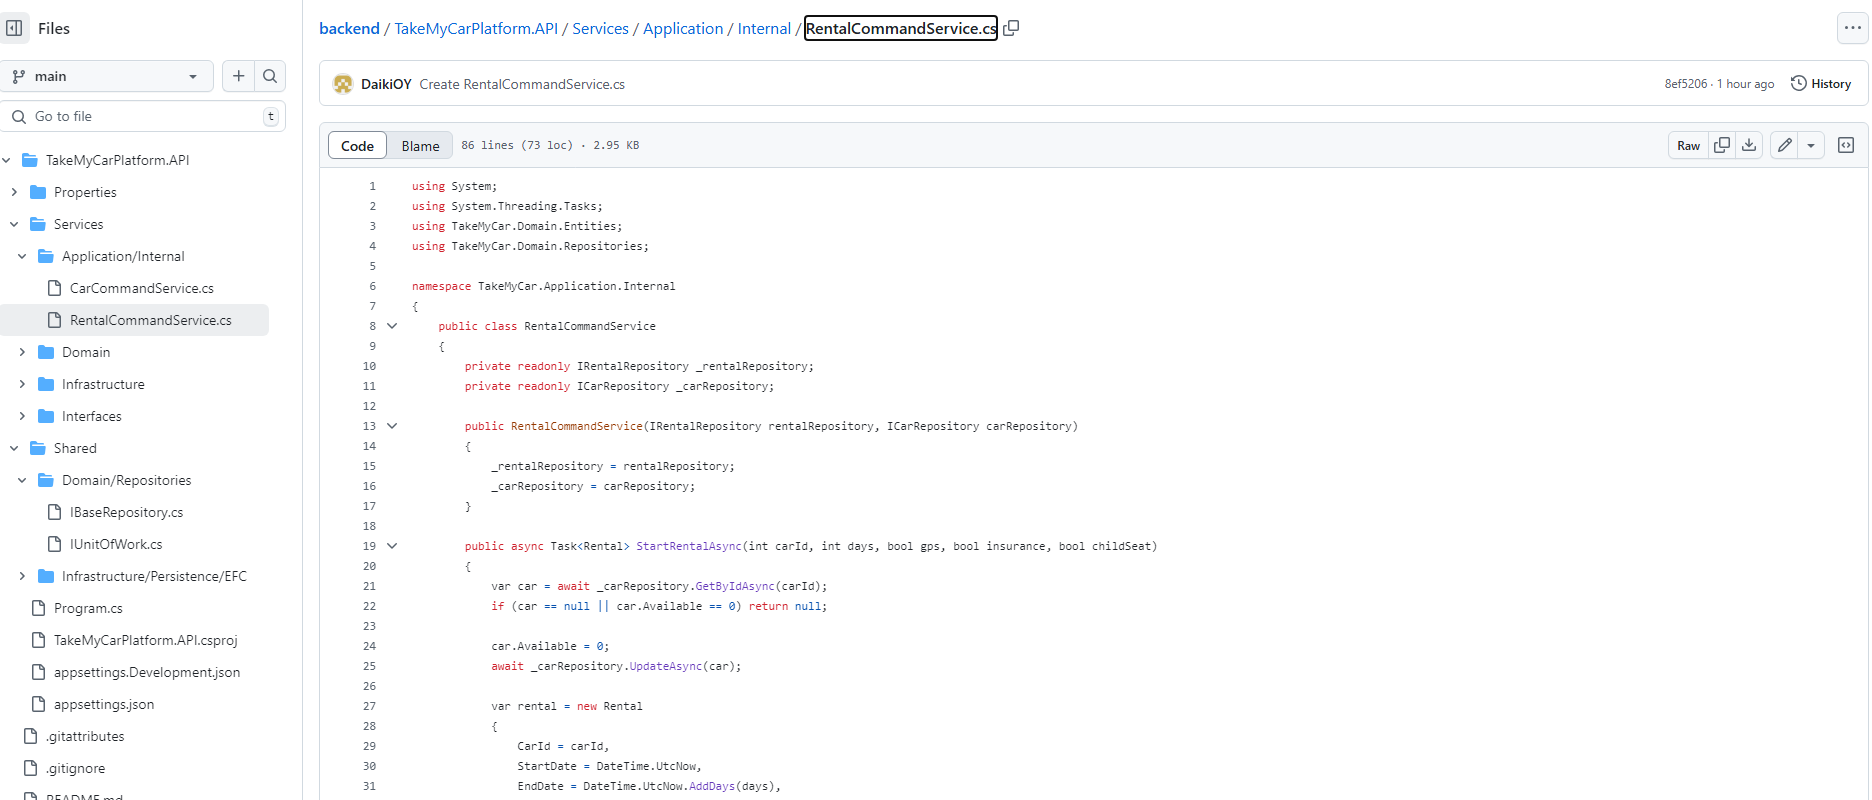 Files
main
Go to file
t
TakeMyCarPlatform.API
Properties
Services
Application/Internal
CarCommandService.cs
RentalCommandService.cs
Domain
Infrastructure
Interfaces
Shared
Domain/Repositories
IBaseRepository.cs
IUnitOfWork.cs
Infrastructure/Persistence/EFC
Program.cs
TakeMyCarPlatform.API.csproj
appsettings.Development.json
appsettings.json
.gitattributes
.gitignore
README.md
backend / TakeMyCarPlatform.API / Services / Application / Internal / RentalCommandService.cs
DaikiOY Create RentalCommandService.cs
8ef5206 · 1 hour ago History
Code Blame 86 lines (73 loc) · 2.95 KB
Raw
1 using System;
2 using System.Threading.Tasks;
3 using TakeMyCar.Domain.Entities;
4 using TakeMyCar.Domain.Repositories;
5
6 namespace TakeMyCar.Application.Internal
7 {
8 public class RentalCommandService
9 {
10 private readonly IRentalRepository _rentalRepository;
11 private readonly ICarRepository _carRepository;
12
13 public RentalCommandService(IRentalRepository rentalRepository, ICarRepository carRepository)
14 {
15 _rentalRepository = rentalRepository;
16 _carRepository = carRepository;
17 }
18
19 public async Task<Rental> StartRentalAsync(int carId, int days, bool gps, bool insurance, bool childSeat)
20 {
21 var car = await _carRepository.GetByIdAsync(carId);
22 if (car == null || car.Available == 0) return null;
23
24 car.Available = 0;
25 await _carRepository.UpdateAsync(car);
26
27 var rental = new Rental
28 {
29 CarId = carId,
30 StartDate = DateTime.UtcNow,
31 EndDate = DateTime.UtcNow.AddDays(days),